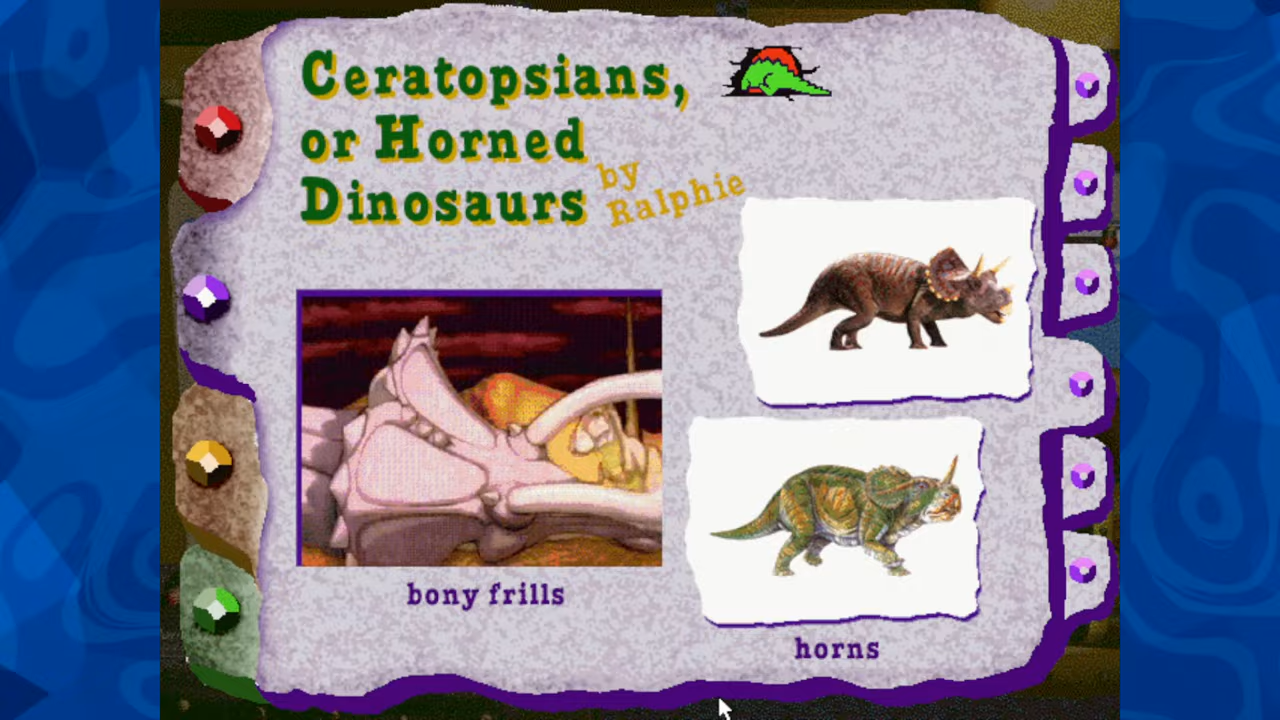 Ceratopsians,
or Horned
Dinosaurs
by
Ralphie
bony frills
horns